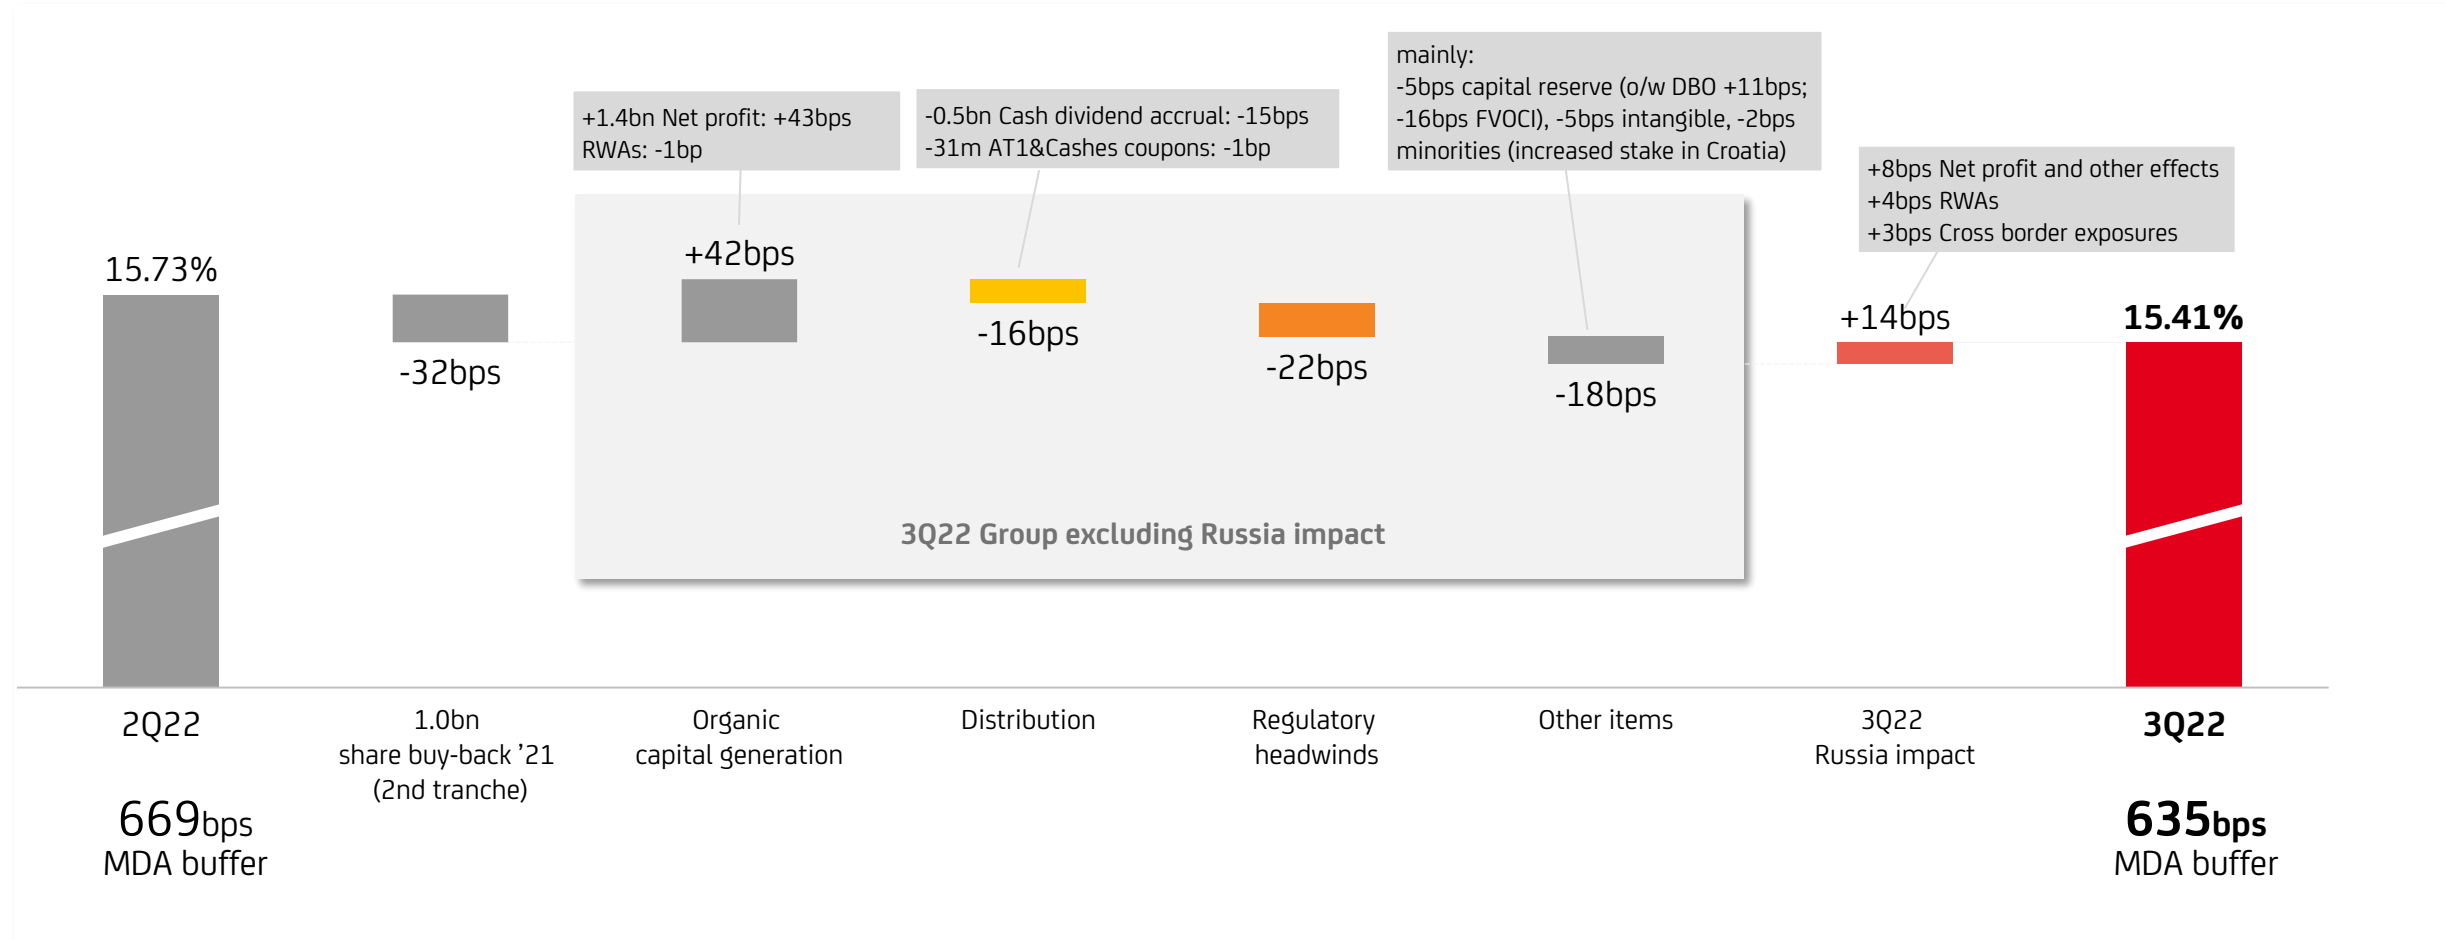 mainly:
-5bps capital reserve (o/w DBO +11bps;
-16bps FVOCI), -5bps intangible, -2bps
minorities (increased stake in Croatia)
+1.4bn Net profit: +43bps
RWAs: -1bp
-0.5bn Cash dividend accrual: -15bps
-31m AT1&Cashes coupons: -1bp
+8bps Net profit and other effects
+4bps RWAs
+3bps Cross border exposures
15.73%
-32bps
+42bps
-16bps
-22bps
-18bps
+14bps
15.41%
3Q22 Group excluding Russia impact
2Q22
1.0bn
share buy-back ’21
(2nd tranche)
Organic
capital generation
Distribution
Regulatory
headwinds
Other items
3Q22
Russia impact
3Q22
669bps
MDA buffer
635bps
MDA buffer